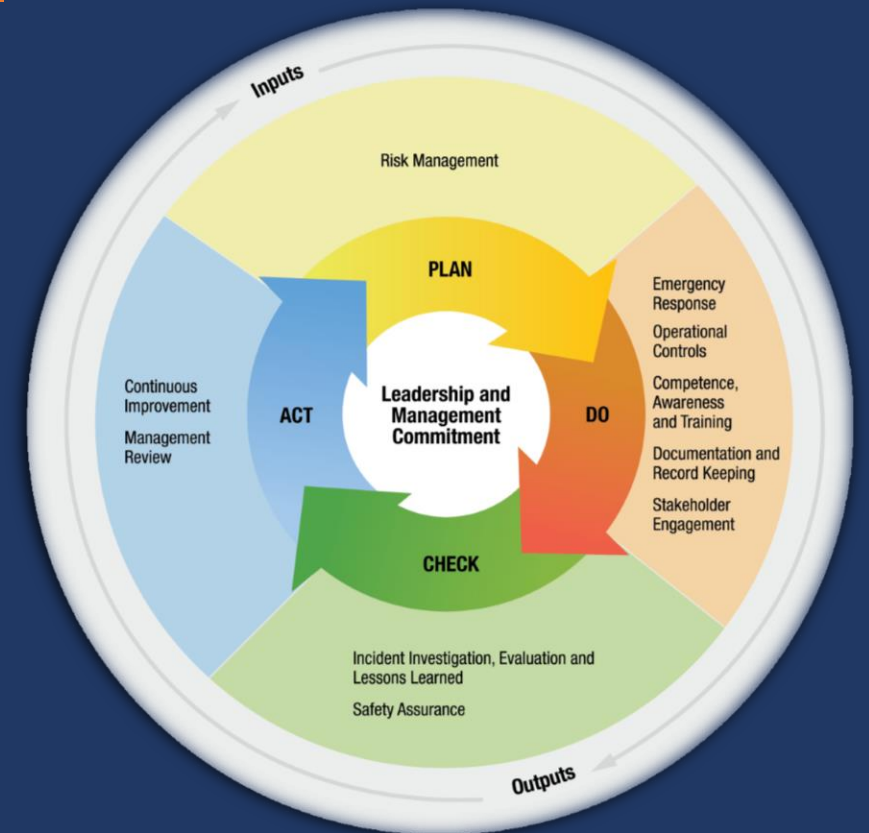 Inputs
Risk Management
PLAN
Emergency
Response
Operational
Controls
Competence,
Awareness
and Training
Documentation and
Record Keeping
Stakeholder
Engagement
DO
Leadership and
Management
Commitment
ACT
Continuous
Improvement
Management
Review
CHECK
Incident Investigation, Evaluation and
Lessons Learned
Safety Assurance
Outputs